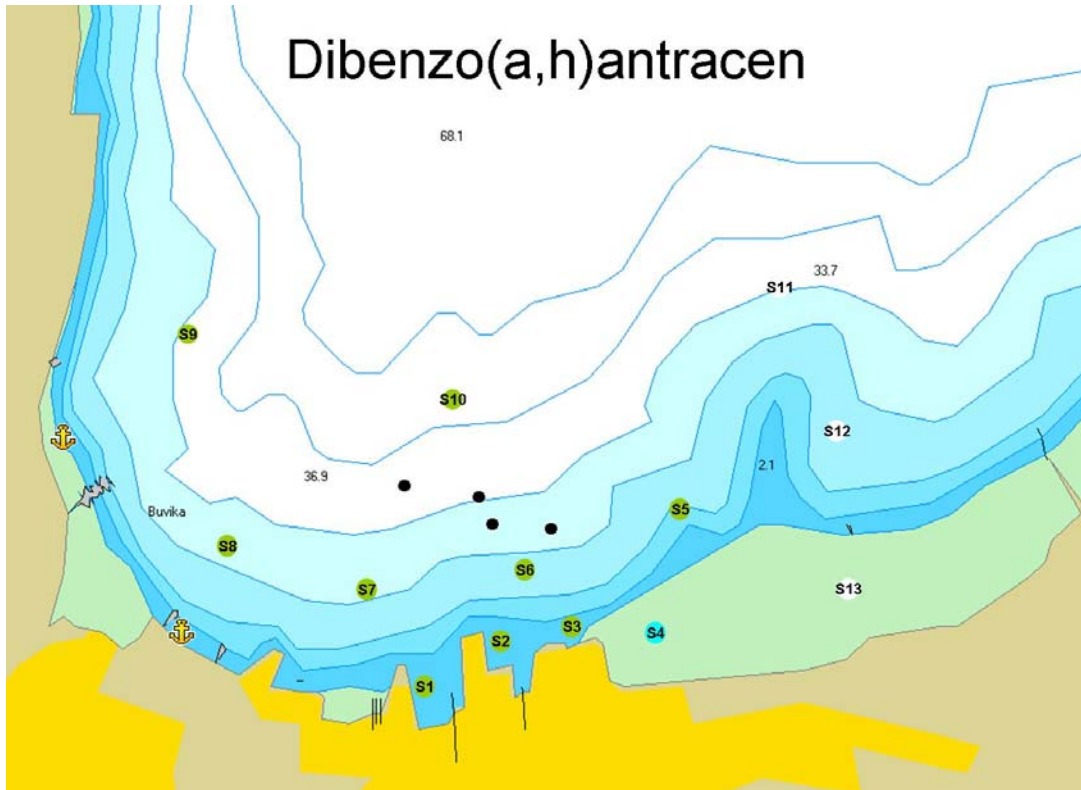 Dibenzo(a,h)antracen
68.1
33.7
S11
S9
S10
S12
2.1
36.9
Buvika
S5
S8
S6
S7
S13
S3
S4
S2
S1